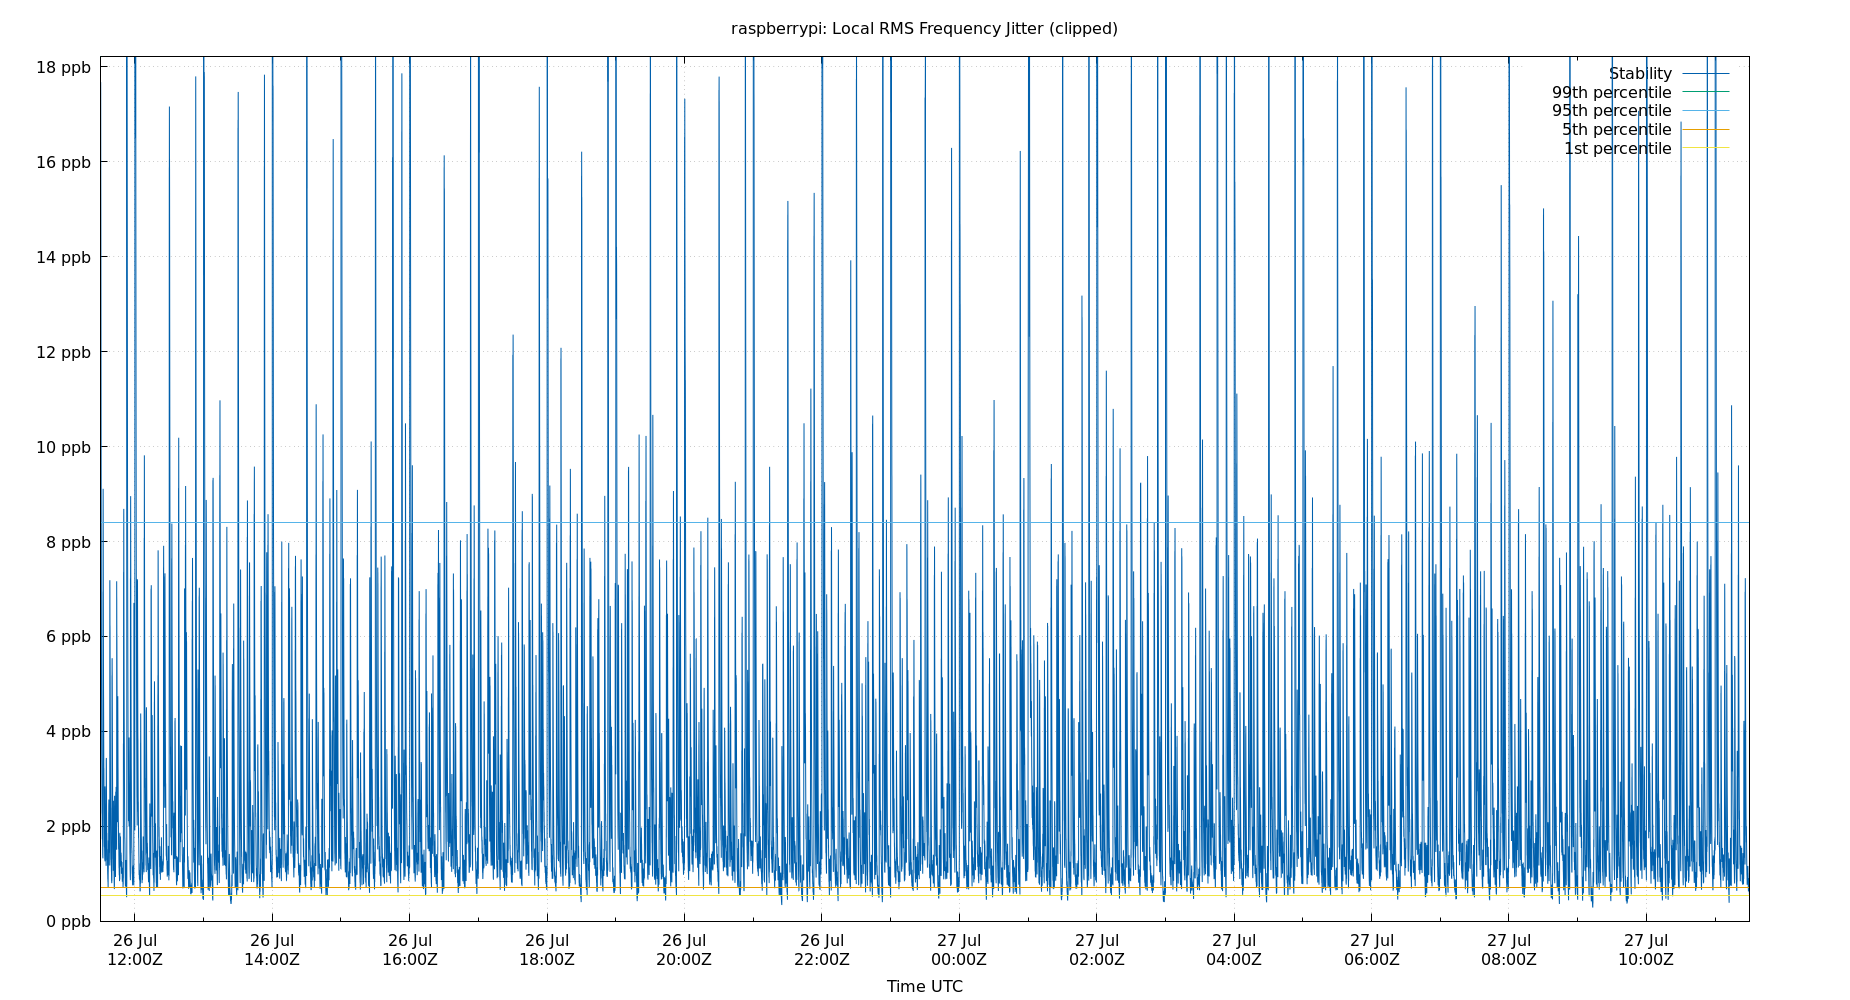 raspberrypi: Local RMS Frequency Jitter (clipped)
18 ppb
16 ppb
14 ppb
12 ppb
10 ppb
8 ppb
6 ppb
4 ppb
2 ppb
0 ppb
Stability
99th percentile
95th percentile
5th percentile
1st percentile
26 Jul 26 Jul 26 Jul 26 Jul 26 Jul 26 Jul 27 Jul 27 Jul 27 Jul 27 Jul 27 Jul 27 Jul
12:00Z 14:00Z 16:00Z 18:00Z 20:00Z 22:00Z 00:00Z 02:00Z 04:00Z 06:00Z 08:00Z 10:00Z
Time UTC